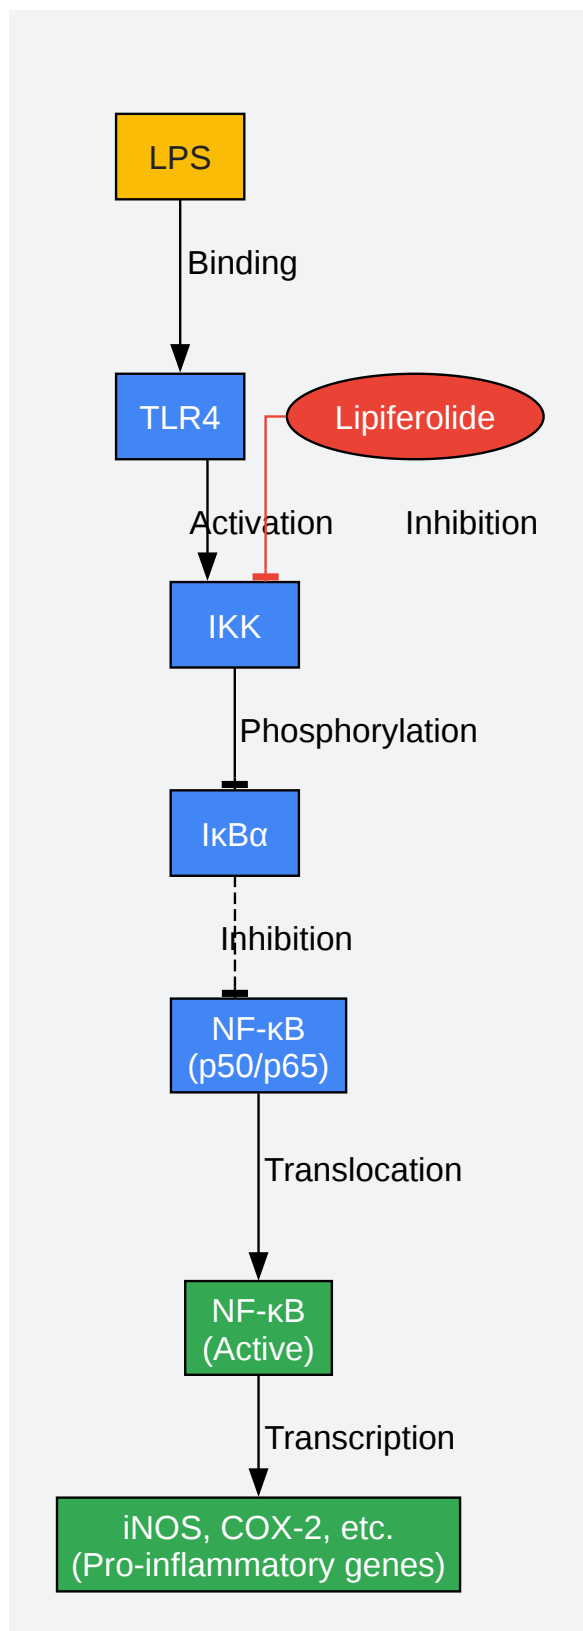 LPS
Binding
TLR4
Lipiferolide
Activation
Inhibition
IKK
Phosphorylation
IκBα
Inhibition
NF-κB
(p50/p65)
Translocation
NF-κB
(Active)
Transcription
iNOS, COX-2, etc.
(Pro-inflammatory genes)